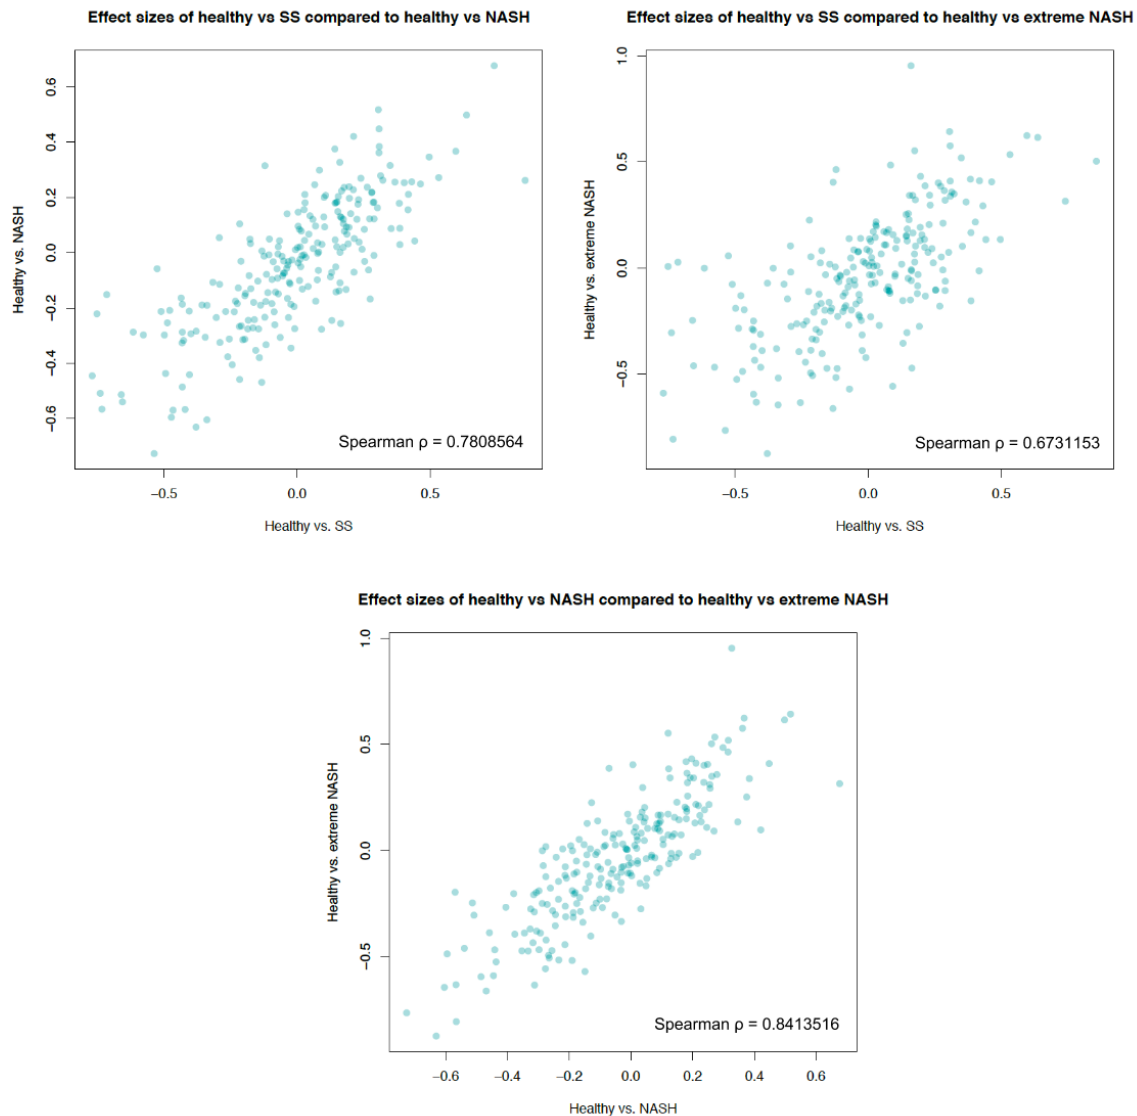 Effect sizes of healthy vs SS compared to healthy vs NASH
0.6
0.4
0.2
0.0
−0.2
−0.4
−0.6
Healthy vs. NASH
Spearman ρ = 0.7808564
−0.5 0.0 0.5
Healthy vs. SS
Effect sizes of healthy vs SS compared to healthy vs extreme NASH
1.0
0.5
0.0
−0.5
Healthy vs. extreme NASH
Spearman ρ = 0.6731153
−0.5 0.0 0.5
Healthy vs. SS
Effect sizes of healthy vs NASH compared to healthy vs extreme NASH
1.0
0.5
0.0
−0.5
Healthy vs. extreme NASH
Spearman ρ = 0.8413516
−0.6 −0.4 −0.2 0.0 0.2 0.4 0.6
Healthy vs. NASH